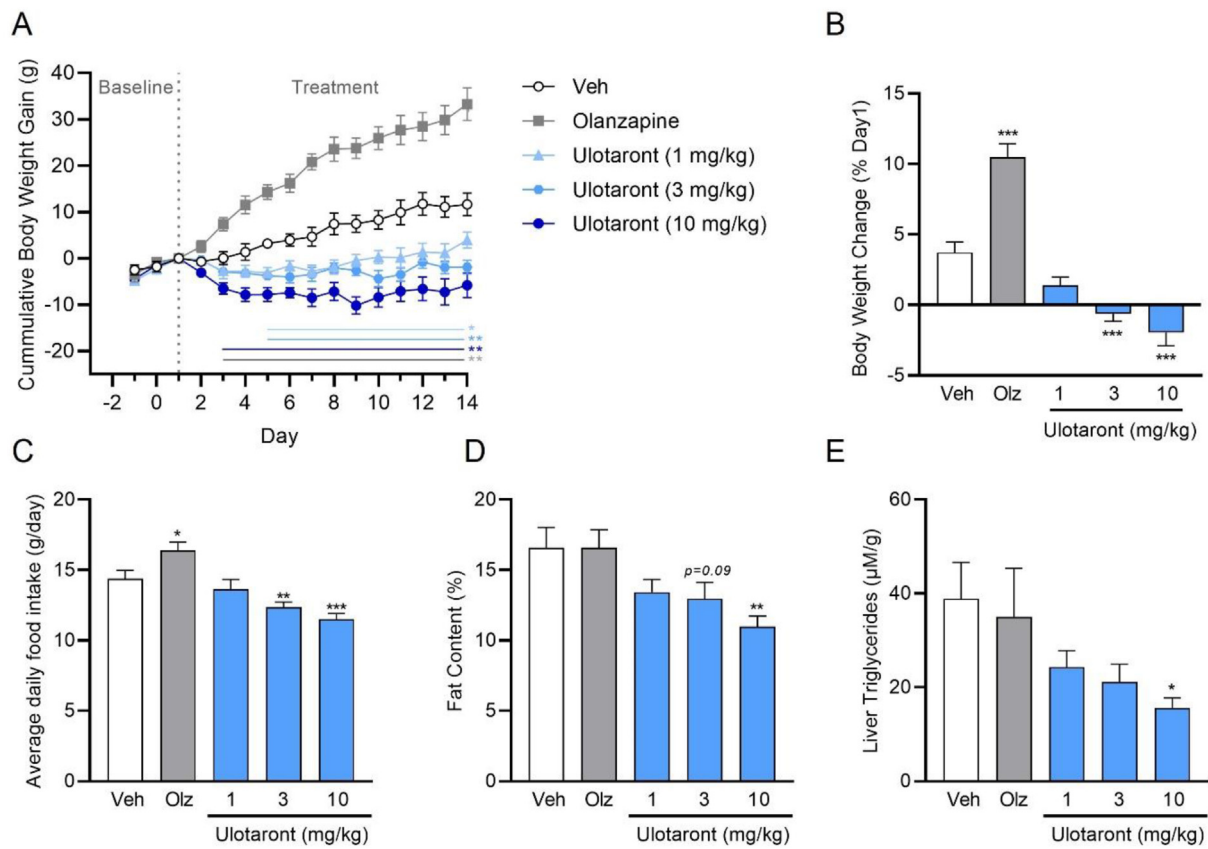 A
Cummulative Body Weight Gain (g)
40
30
20
10
0
-10
-20
Baseline
Treatment
*
**
**
**
-2 0 2 4 6 8 10 12 14
Day
Veh
Olanzapine
Ulotaront (1 mg/kg)
Ulotaront (3 mg/kg)
Ulotaront (10 mg/kg)
B
Body Weight Change (% Day1)
15
10
5
0
-5
***
***
***
Veh Olz 1 3 10
Ulotaront (mg/kg)
C
Average daily food intake (g/day)
20
15
10
5
0
*
**
***
Veh Olz 1 3 10
Ulotaront (mg/kg)
D
Fat Content (%)
20
15
10
5
0
p=0.09
**
Veh Olz 1 3 10
Ulotaront (mg/kg)
E
Liver Triglycerides (µM/g)
60
40
20
0
*
Veh Olz 1 3 10
Ulotaront (mg/kg)